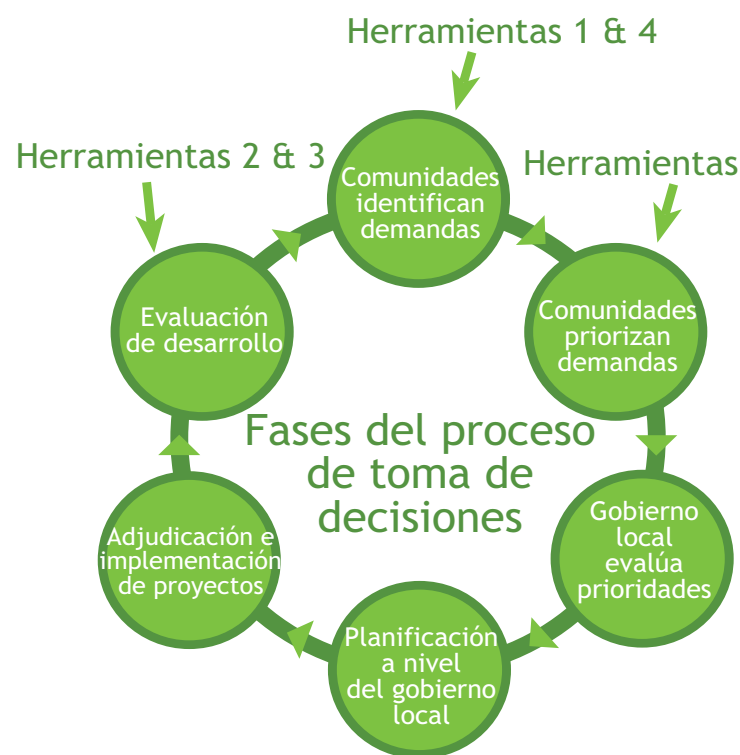 Herramientas 1 & 4
Herramientas 2 & 3
Herramientas
Comunidades
identifican
demandas
Comunidades
priorizan
demandas
Gobierno
local
evalúa
prioridades
Planificación
a nivel
del gobierno
local
Adjudicación e
implementación
de proyectos
Evaluación
de desarrollo
Fases del proceso
de toma de
decisiones